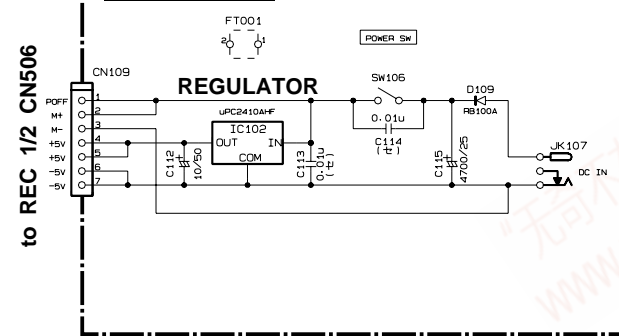 FT001
2 1
POWER SW
to REC 1/2 CN506
CN109
REGULATOR
SW106
D109
RB100A
POFF 1
M+ 2
M- 3
+5V 4
+5V 5
-5V 6
-5V 7
uPC2410AHF
IC102
OUT IN
COM
C112
10/50
C113
0.01u
(セ)
0.01u
C114
(セ)
C115
4700/25
JK107
DC IN